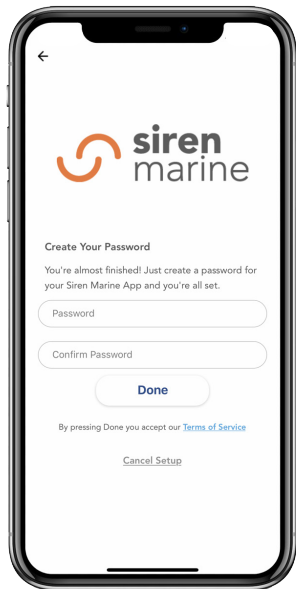 siren
marine
Create Your Password
You're almost finished! Just create a password for
your Siren Marine App and you're all set.
Password
Confirm Password
Done
By pressing Done you accept our Terms of Service
Cancel Setup